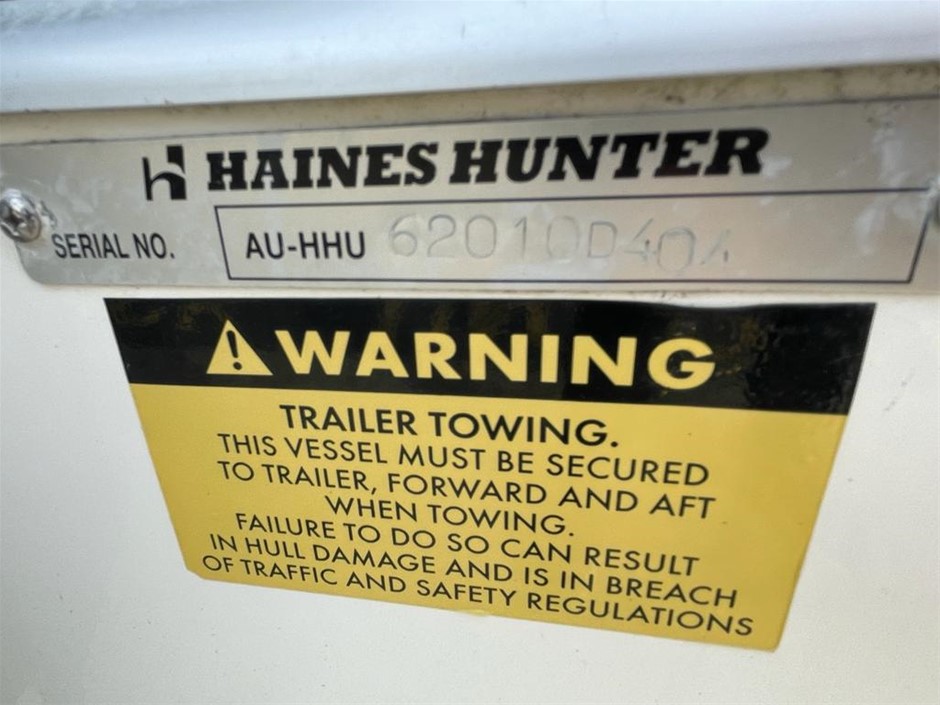 HAINES HUNTER
SERIAL NO. AU-HHU 62010D404
WARNING
TRAILER TOWING.
THIS VESSEL MUST BE SECURED
TO TRAILER, FORWARD AND AFT
WHEN TOWING.
FAILURE TO DO SO CAN RESULT
IN HULL DAMAGE AND IS IN BREACH
OF TRAFFIC AND SAFETY REGULATIONS